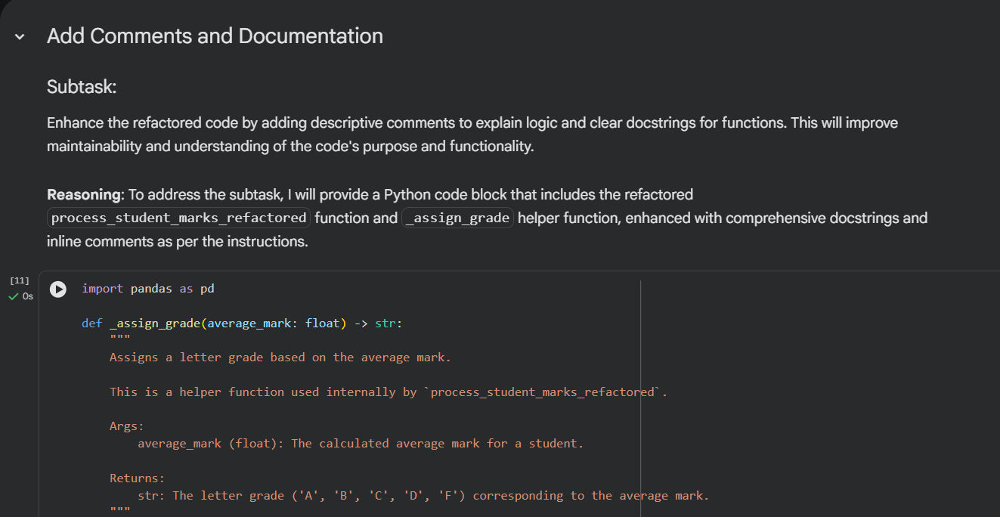 Add Comments and Documentation
Subtask:
Enhance the refactored code by adding descriptive comments to explain logic and clear docstrings for functions. This will improve
maintainability and understanding of the code's purpose and functionality.
Reasoning: To address the subtask, I will provide a Python code block that includes the refactored
process_student_marks_refactored function and _assign_grade helper function, enhanced with comprehensive docstrings and
inline comments as per the instructions.
[11]
0s
import pandas as pd
def _assign_grade(average_mark: float) -> str:
"""
Assigns a letter grade based on the average mark.
This is a helper function used internally by `process_student_marks_refactored`.
Args:
average_mark (float): The calculated average mark for a student.
Returns:
str: The letter grade ('A', 'B', 'C', 'D', 'F') corresponding to the average mark.
"""